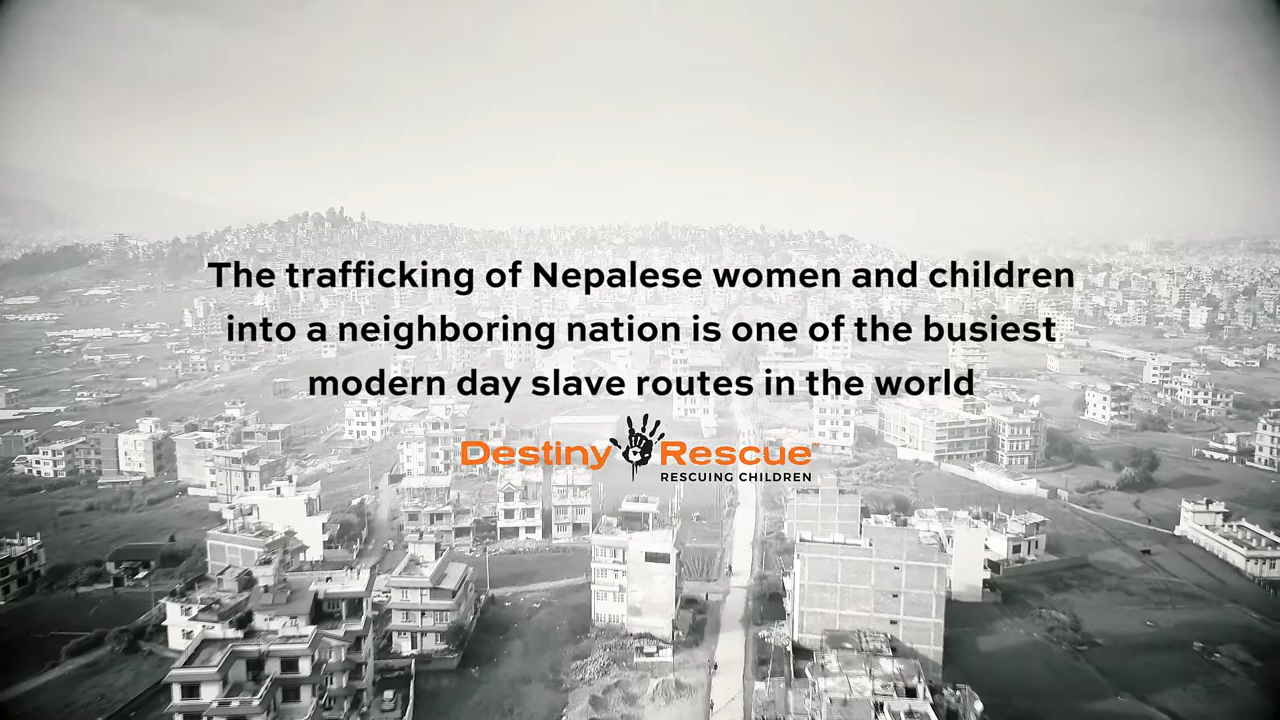 The trafficking of Nepalese women and children
into a neighboring nation is one of the busiest
modern day slave routes in the world
Destiny Rescue™
RESCUING CHILDREN